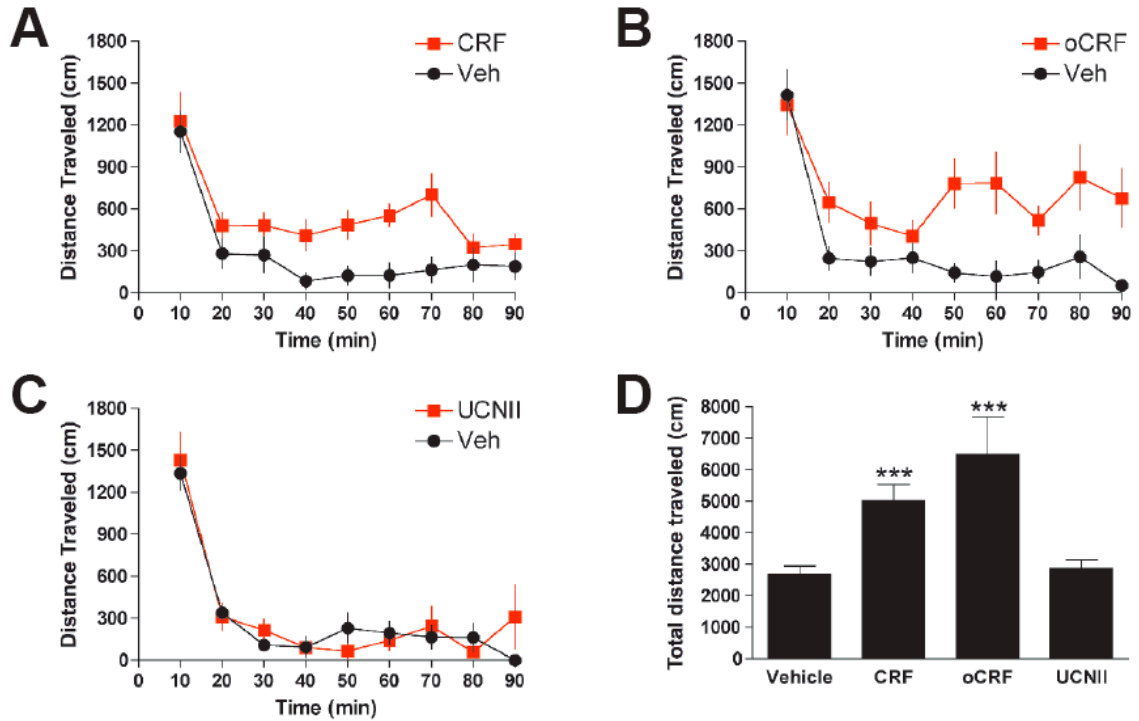 A
1800
1500
1200
900
600
300
0
Distance Traveled (cm)
CRF
Veh
0 10 20 30 40 50 60 70 80 90
Time (min)
B
1800
1500
1200
900
600
300
0
Distance Traveled (cm)
oCRF
Veh
0 10 20 30 40 50 60 70 80 90
Time (min)
C
1800
1500
1200
900
600
300
0
Distance Traveled (cm)
UCNII
Veh
0 10 20 30 40 50 60 70 80 90
Time (min)
D
8000
7000
6000
5000
4000
3000
2000
1000
0
Total distance traveled (cm)
***
***
Vehicle CRF oCRF UCNII